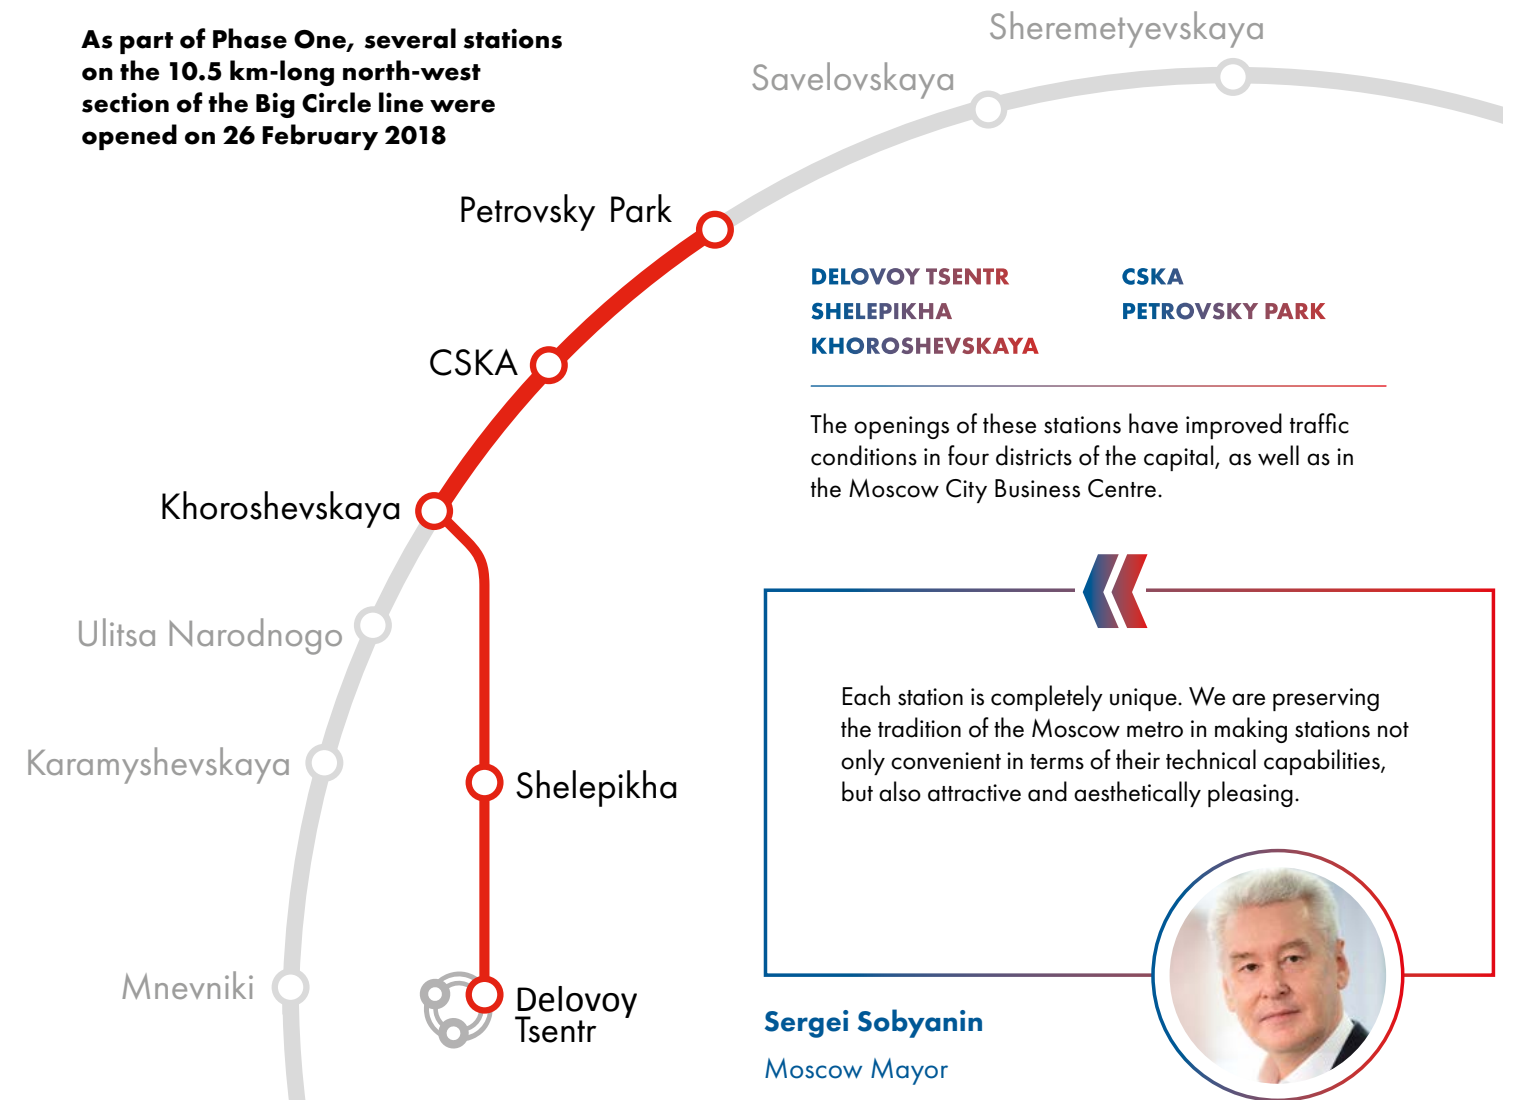 As part of Phase One, several stations
on the 10.5 km-long north-west
section of the Big Circle line were
opened on 26 February 2018
Sheremetyevskaya
Savelovskaya
Petrovsky Park
CSKA
Khoroshevskaya
Ulitsa Narodnogo
Karamyshevskaya
Shelepikha
Mnevniki
Delovoy
Tsentr
DELOVOY TSENTR
SHELEPIKHA
KHOROSHEVSKAYA
CSKA
PETROVSKY PARK
The openings of these stations have improved traffic
conditions in four districts of the capital, as well as in
the Moscow City Business Centre.
Each station is completely unique. We are preserving
the tradition of the Moscow metro in making stations not
only convenient in terms of their technical capabilities,
but also attractive and aesthetically pleasing.
Sergei Sobyanin
Moscow Mayor